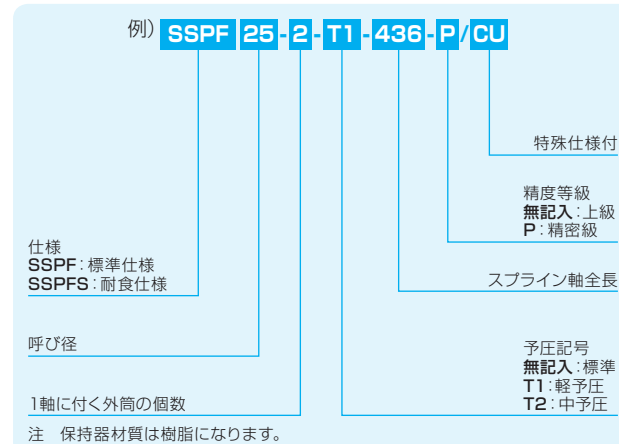 例) SSPF 25-2-T1-436-P/CU
特殊仕様付
精度等級
無記入:上級
P:精密級
仕様
SSPF:標準仕様
SSPFS:耐食仕様
スプライン軸全長
呼び径
予圧記号
無記入:標準
T1:軽予圧
T2:中予圧
1軸に付く外筒の個数
注 保持器材質は樹脂になります。